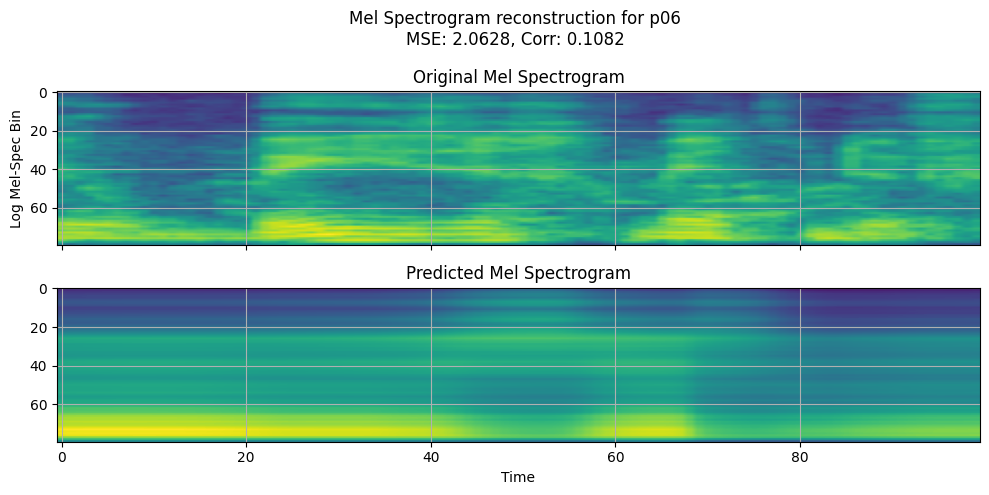 Mel Spectrogram reconstruction for p06
MSE: 2.0628, Corr: 0.1082
Original Mel Spectrogram
0
20
40
60
Log Mel-Spec Bin
Predicted Mel Spectrogram
0
20
40
60
0 20 40 60 80
Time